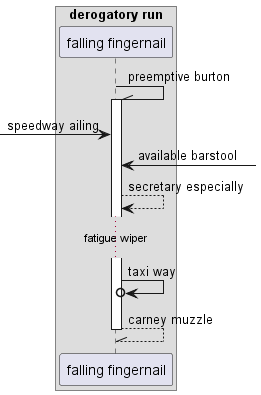 derogatory run
falling fingernail
preemptive burton
speedway ailing
available barstool
secretary especially
fatigue wiper
taxi way
carney muzzle
falling fingernail